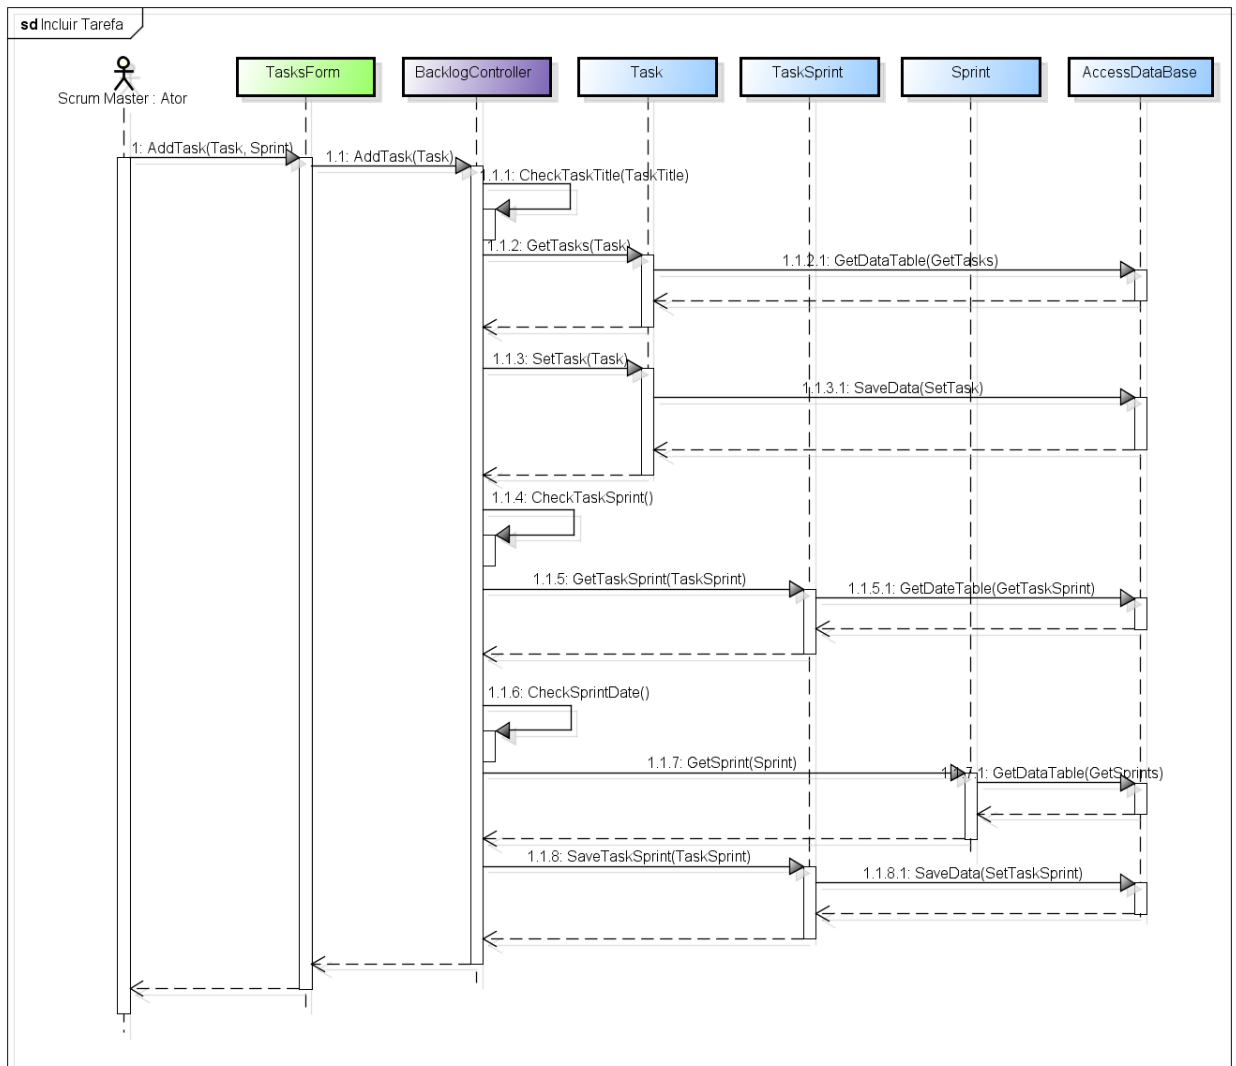 sd Incluir Tarefa
Scrum Master : Ator
TasksForm
BacklogController
Task
TaskSprint
Sprint
AccessDataBase
1: AddTask(Task, Sprint)
1.1: AddTask(Task)
1.1.1: CheckTaskTitle(TaskTitle)
1.1.2: GetTasks(Task)
1.1.2.1: GetDataTable(GetTasks)
1.1.3: SetTask(Task)
1.1.3.1: SaveData(SetTask)
1.1.4: CheckTaskSprint()
1.1.5: GetTaskSprint(TaskSprint)
1.1.5.1: GetDateTable(GetTaskSprint)
1.1.6: CheckSprintDate()
1.1.7: GetSprint(Sprint)
1.1.7.1: GetDataTable(GetSprints)
1.1.8: SaveTaskSprint(TaskSprint)
1.1.8.1: SaveData(SetTaskSprint)